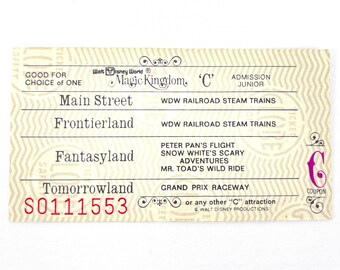 GOOD FOR
CHOICE of ONE
Walt Disney World ®
Magic Kingdom 'C'
ADMISSION
JUNIOR
Main Street WDW RAILROAD STEAM TRAINS
Frontierland WDW RAILROAD STEAM TRAINS
Fantasyland
PETER PAN'S FLIGHT
SNOW WHITE'S SCARY
ADVENTURES
MR. TOAD'S WILD RIDE
Tomorrowland GRAND PRIX RACEWAY
C
COUPON
S0111553
or any other "C" attraction
© WALT DISNEY PRODUCTIONS